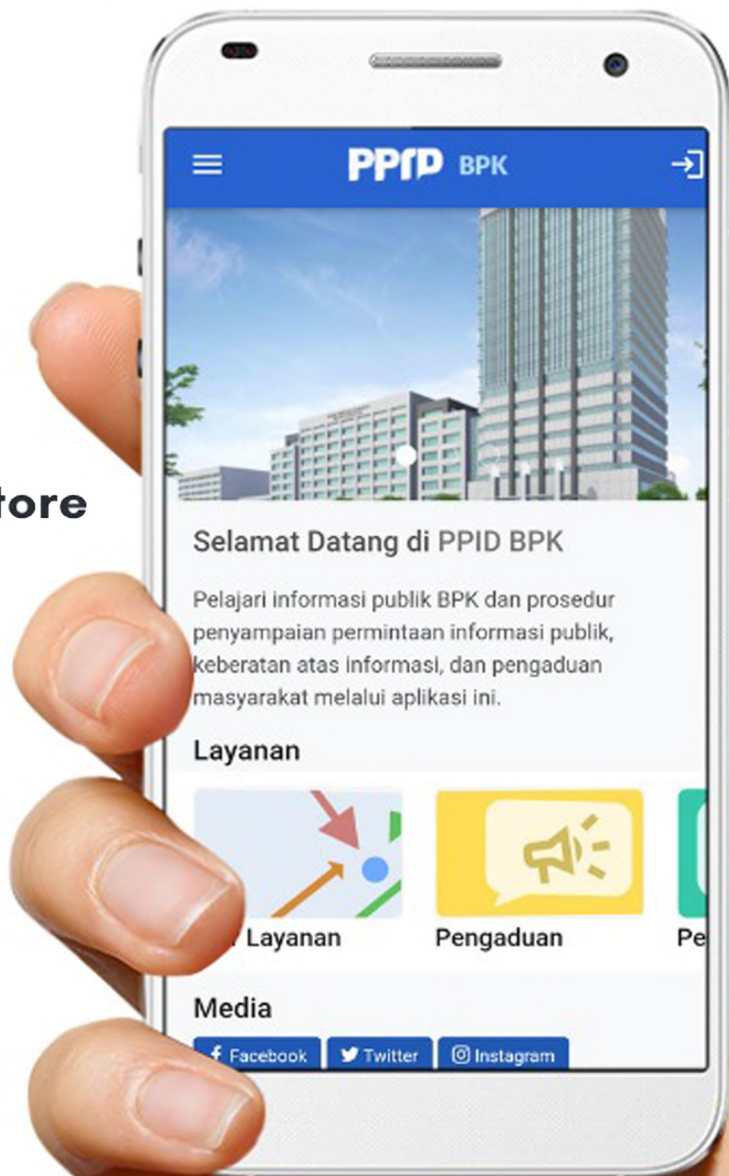 PPID BPK
tore
Selamat Datang di PPID BPK
Pelajari informasi publik BPK dan prosedur
penyampaian permintaan informasi publik,
keberatan atas informasi, dan pengaduan
masyarakat melalui aplikasi ini.
Layanan
Layanan Pengaduan Pe
Media
Facebook Twitter Instagram